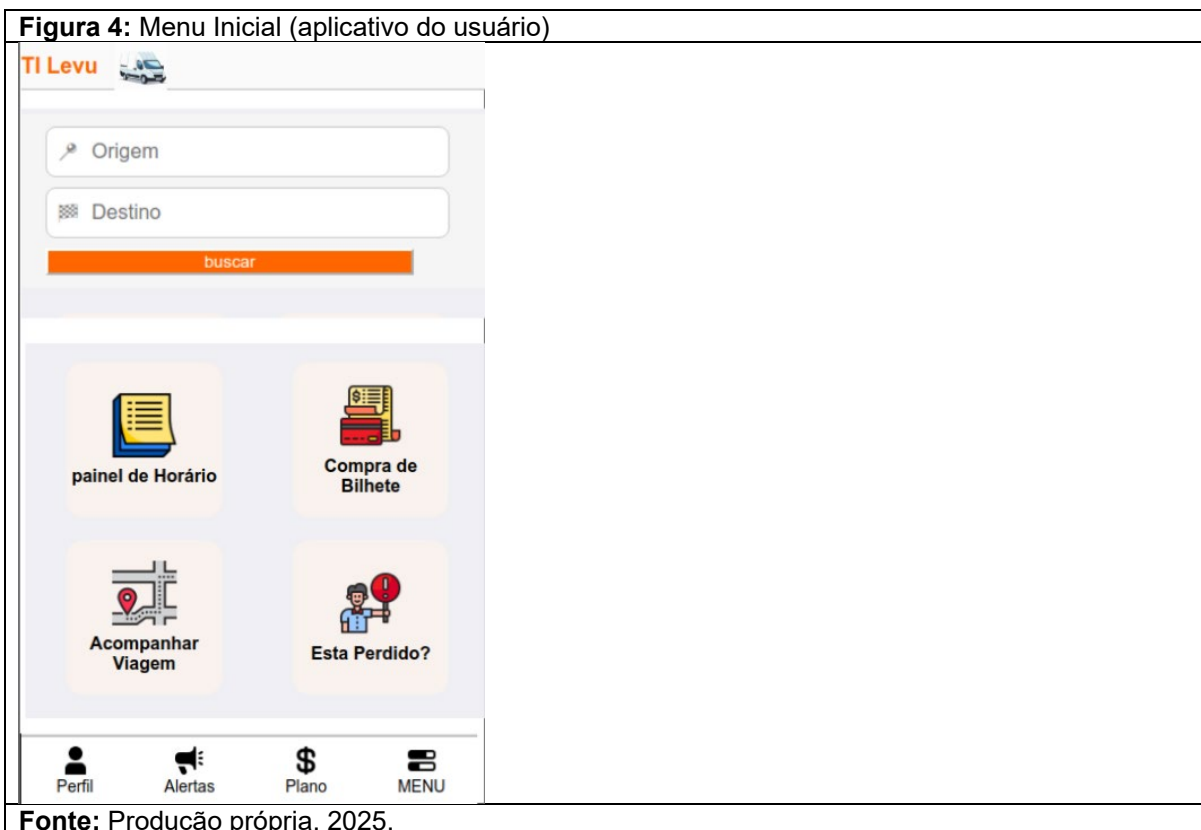 Figura 4: Menu Inicial (aplicativo do usuário)
TI Levu
Origem
Destino
buscar
painel de Horário
Compra de
Bilhete
Acompanhar
Viagem
Esta Perdido?
Perfil
Alertas
Plano
MENU
Fonte: Produção própria, 2025.